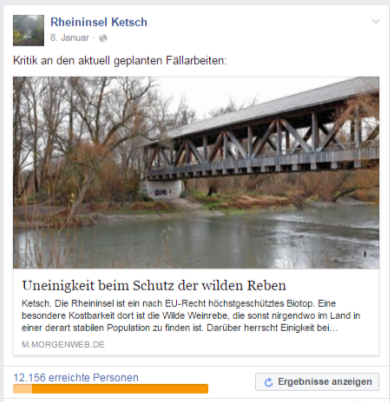 Rheininsel Ketsch
8. Januar ·
Kritik an den aktuell geplanten Fällarbeiten:
Uneinigkeit beim Schutz der wilden Reben
Ketsch. Die Rheininsel ist ein nach EU-Recht höchstgeschütztes Biotop. Eine
besondere Kostbarkeit dort ist die Wilde Weinrebe, die sonst nirgendwo im Land in
einer derart stabilen Population zu finden ist. Darüber herrscht Einigkeit bei...
M.MORGENWEB.DE
12.156 erreichte Personen
Ergebnisse anzeigen